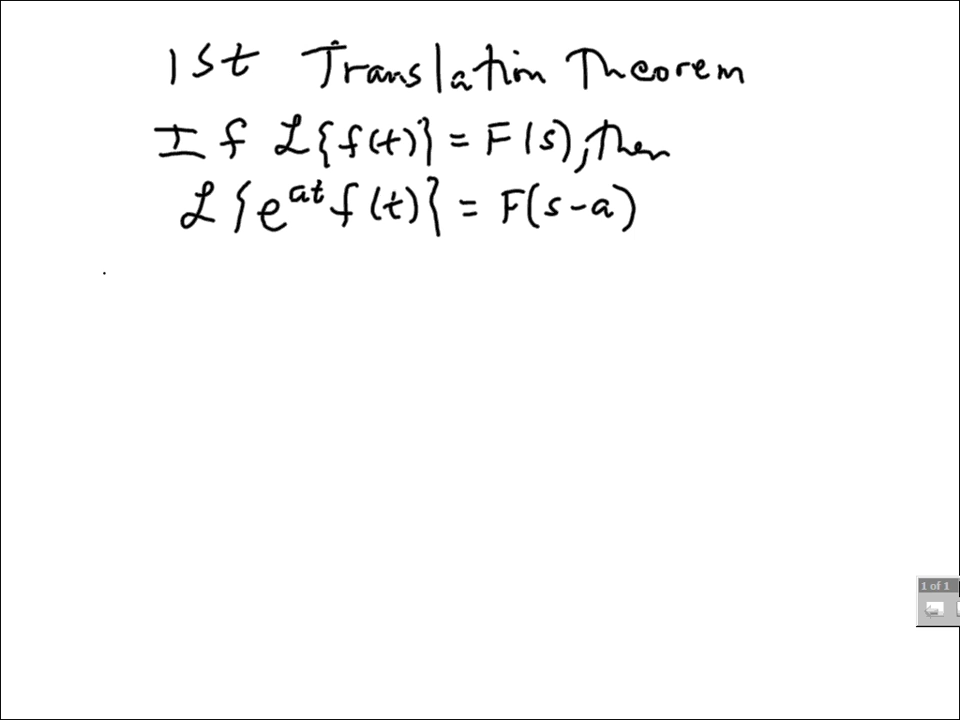 1st Translation Theorem
If ℒ{f(t)} = F(s), then
ℒ{e^{at} f(t)} = F(s-a)
1 of 1